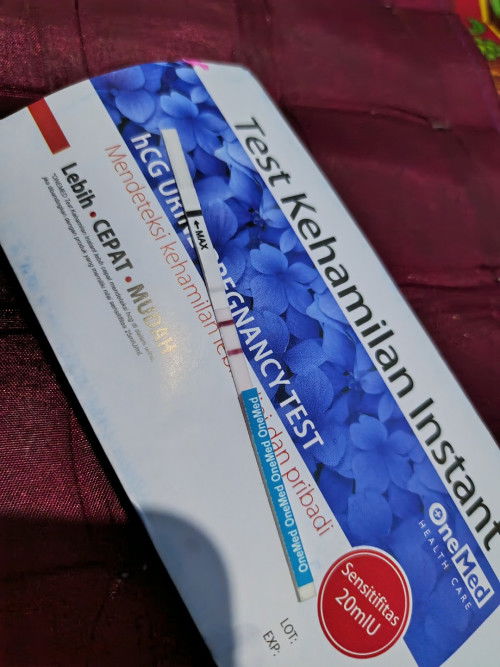 Test Kehamilan Instant
hCG URINE PREGNANCY TEST
Mendeteksi kehamilan
dan pribadi
Lebih • CEPAT • MUDAH
MAX
OneMed OneMed OneMed OneMed
OneMed
HEALTH CARE
Sensitifitas
20mIU
LOT:
EXP: